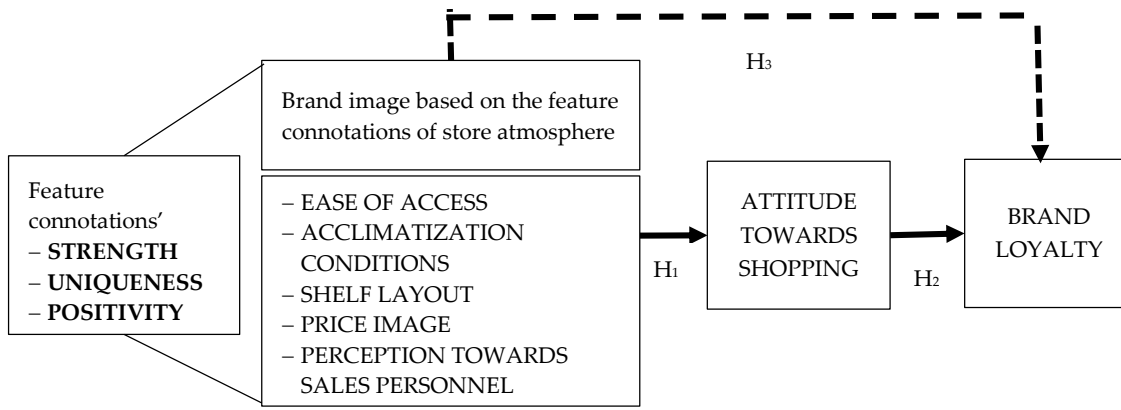 H3
Brand image based on the feature
connotations of store atmosphere
Feature
connotations'
– STRENGTH
– UNIQUENESS
– POSITIVITY
– EASE OF ACCESS
– ACCLIMATIZATION
CONDITIONS
– SHELF LAYOUT
– PRICE IMAGE
– PERCEPTION TOWARDS
SALES PERSONNEL
H1
ATTITUDE
TOWARDS
SHOPPING
H2
BRAND
LOYALTY